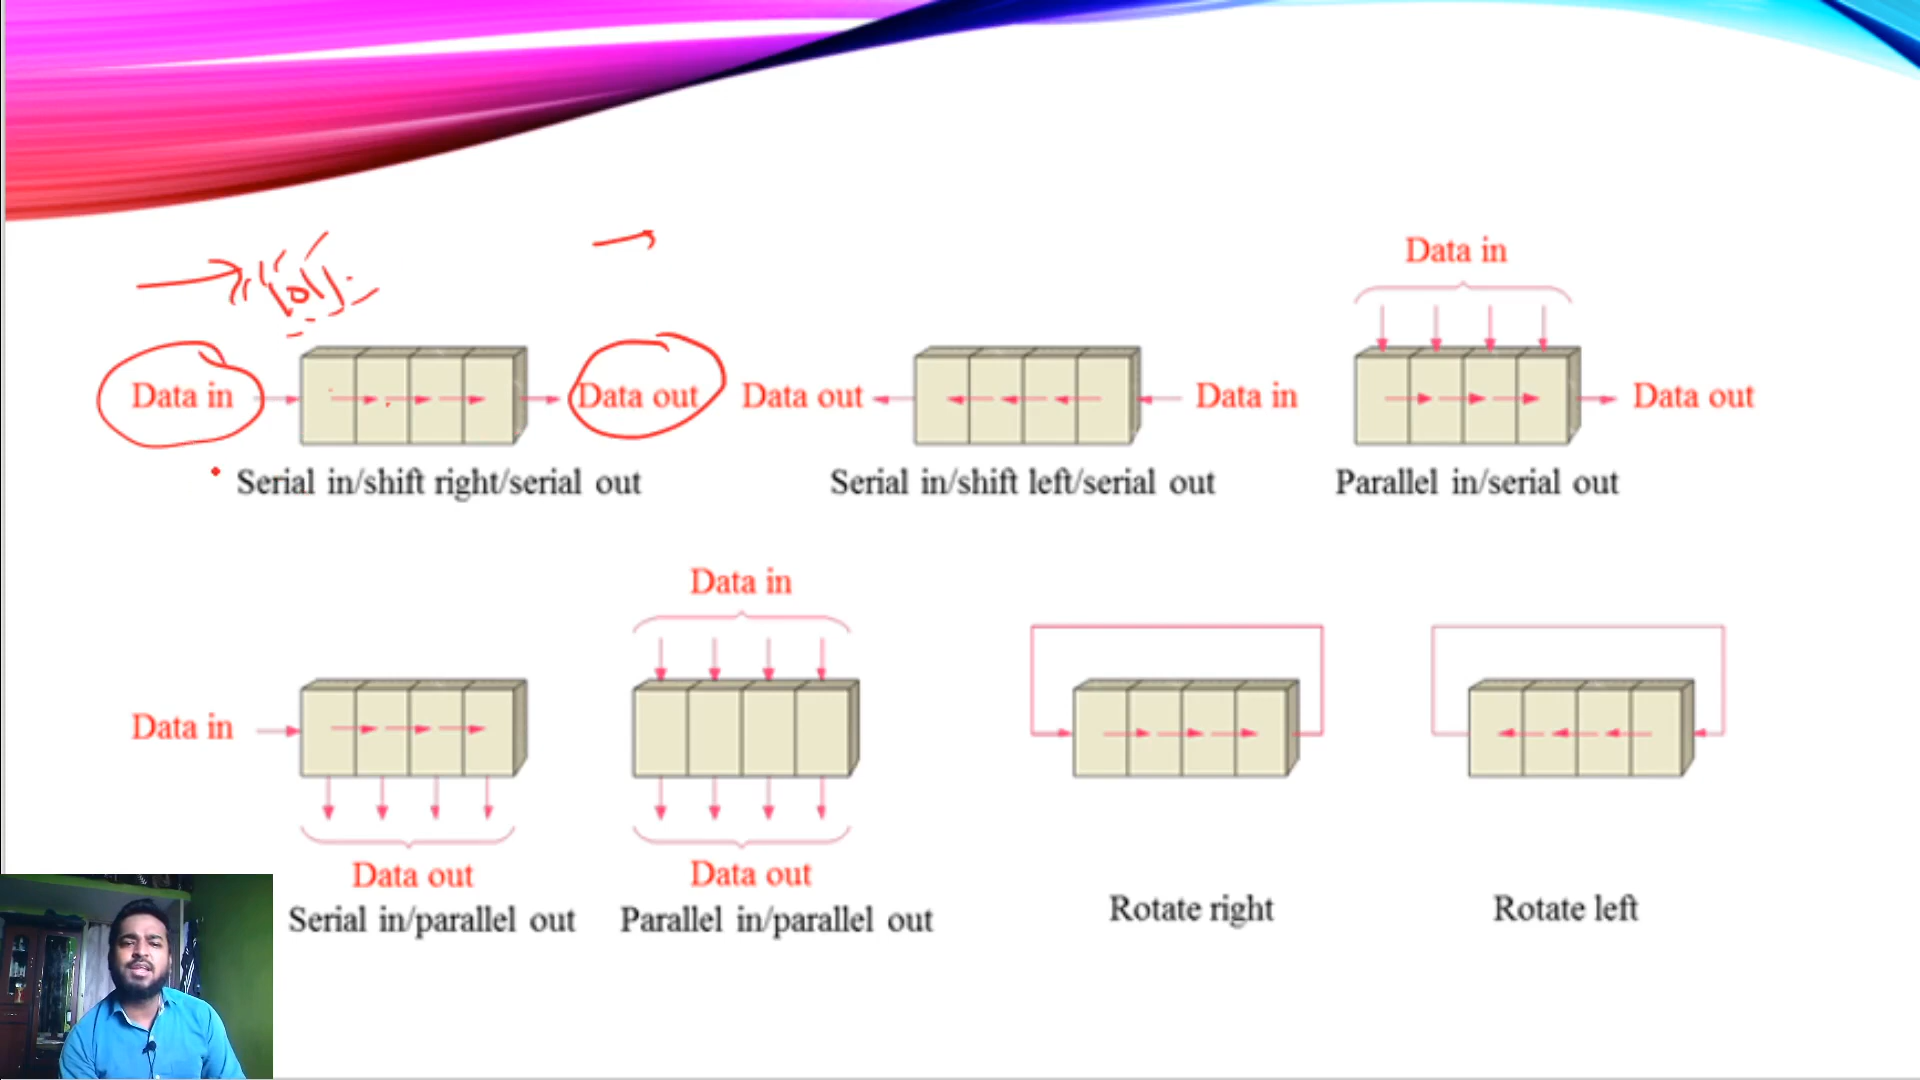 Data in
Data in
Data out
Data out
Data in
Data out
Serial in/shift right/serial out
Serial in/shift left/serial out
Parallel in/serial out
Data in
Data in
Data out
Data out
Serial in/parallel out
Parallel in/parallel out
Rotate right
Rotate left